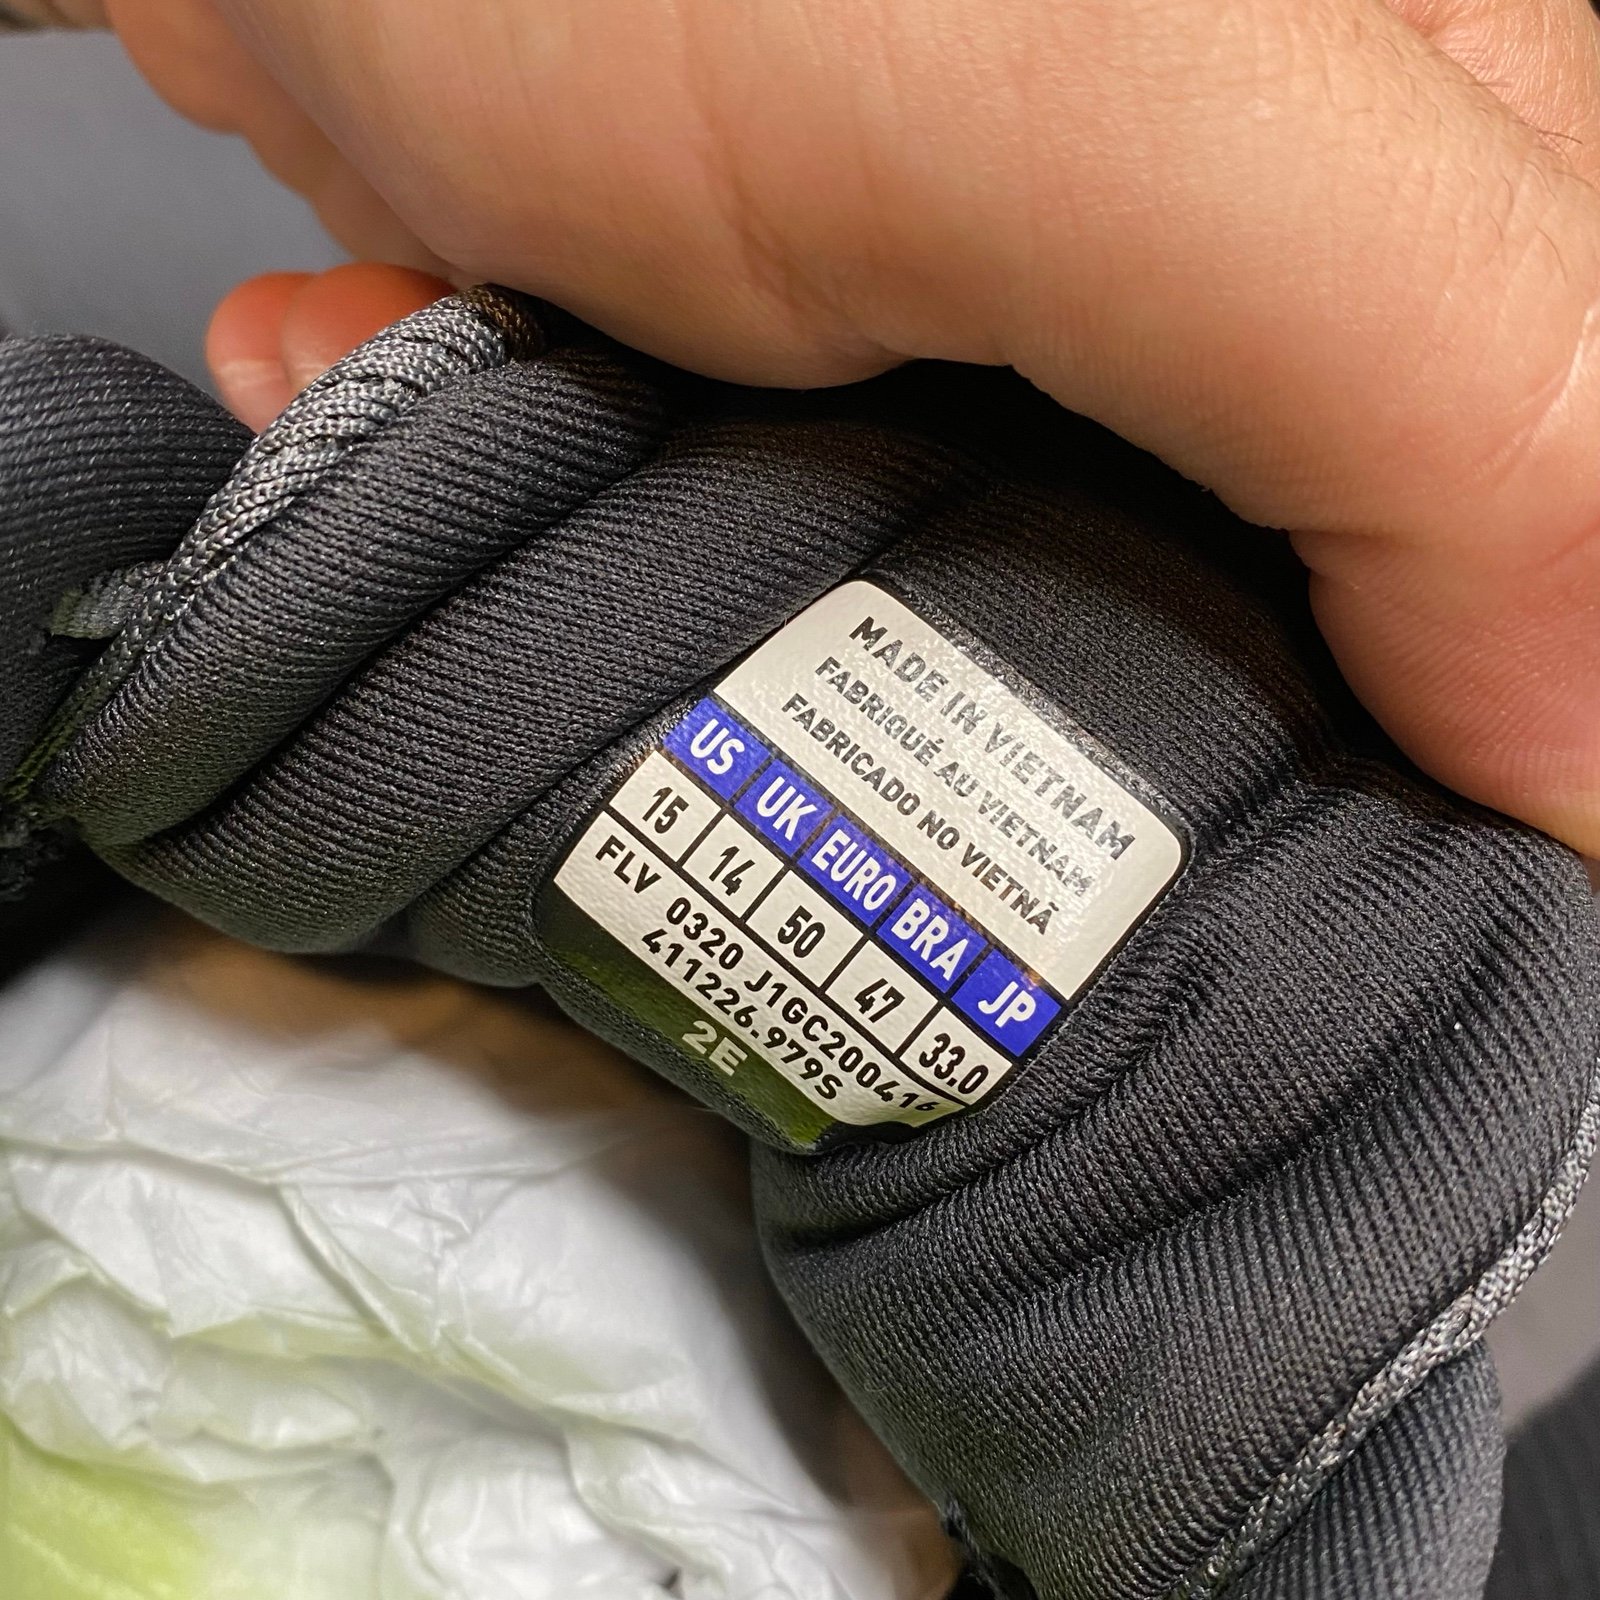 MADE IN VIETNAM
FABRIQUÉ AU VIETNAM
FABRICADO NO VIETNÃ
US UK EURO BRA JP
15 14 50 47 33.0
FLV 0320 J1GC200416
411226.979S
2E